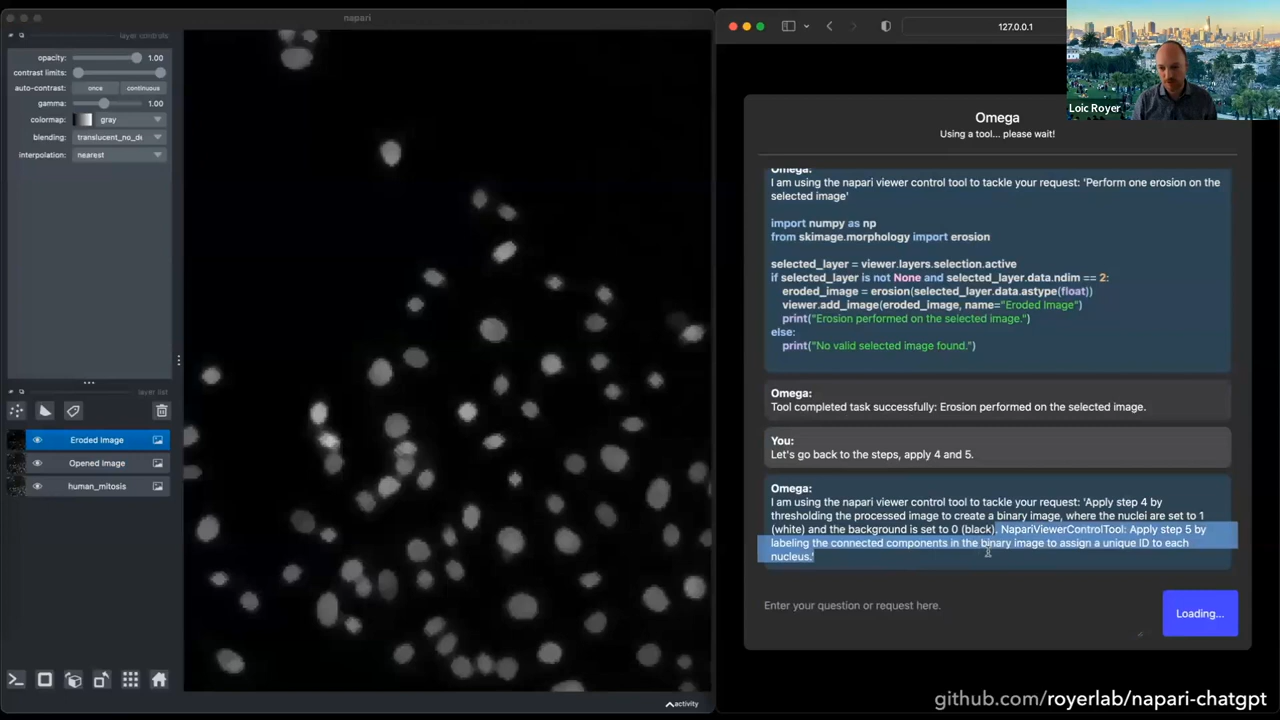 napari
layer controls
opacity: 1.00
contrast limits:
auto-contrast: once continuous
gamma: 1.00
colormap: gray
blending: translucent_no_de
interpolation: nearest
layer list
Eroded Image
Opened Image
human_mitosis
activity
127.0.0.1
Loic Royer
Omega
Using a tool... please wait!
Omega:
I am using the napari viewer control tool to tackle your request: 'Perform one erosion on the
selected image'
import numpy as np
from skimage.morphology import erosion
selected_layer = viewer.layers.selection.active
if selected_layer is not None and selected_layer.data.ndim == 2:
eroded_image = erosion(selected_layer.data.astype(float))
viewer.add_image(eroded_image, name="Eroded Image")
print("Erosion performed on the selected image.")
else:
print("No valid selected image found.")
Omega:
Tool completed task successfully: Erosion performed on the selected image.
You:
Let's go back to the steps, apply 4 and 5.
Omega:
I am using the napari viewer control tool to tackle your request: 'Apply step 4 by
thresholding the processed image to create a binary image, where the nuclei are set to 1
(white) and the background is set to 0 (black), NapariViewerControlTool: Apply step 5 by
labeling the connected components in the binary image to assign a unique ID to each
nucleus.'
Enter your question or request here.
Loading...
github.com/royerlab/napari-chatgpt